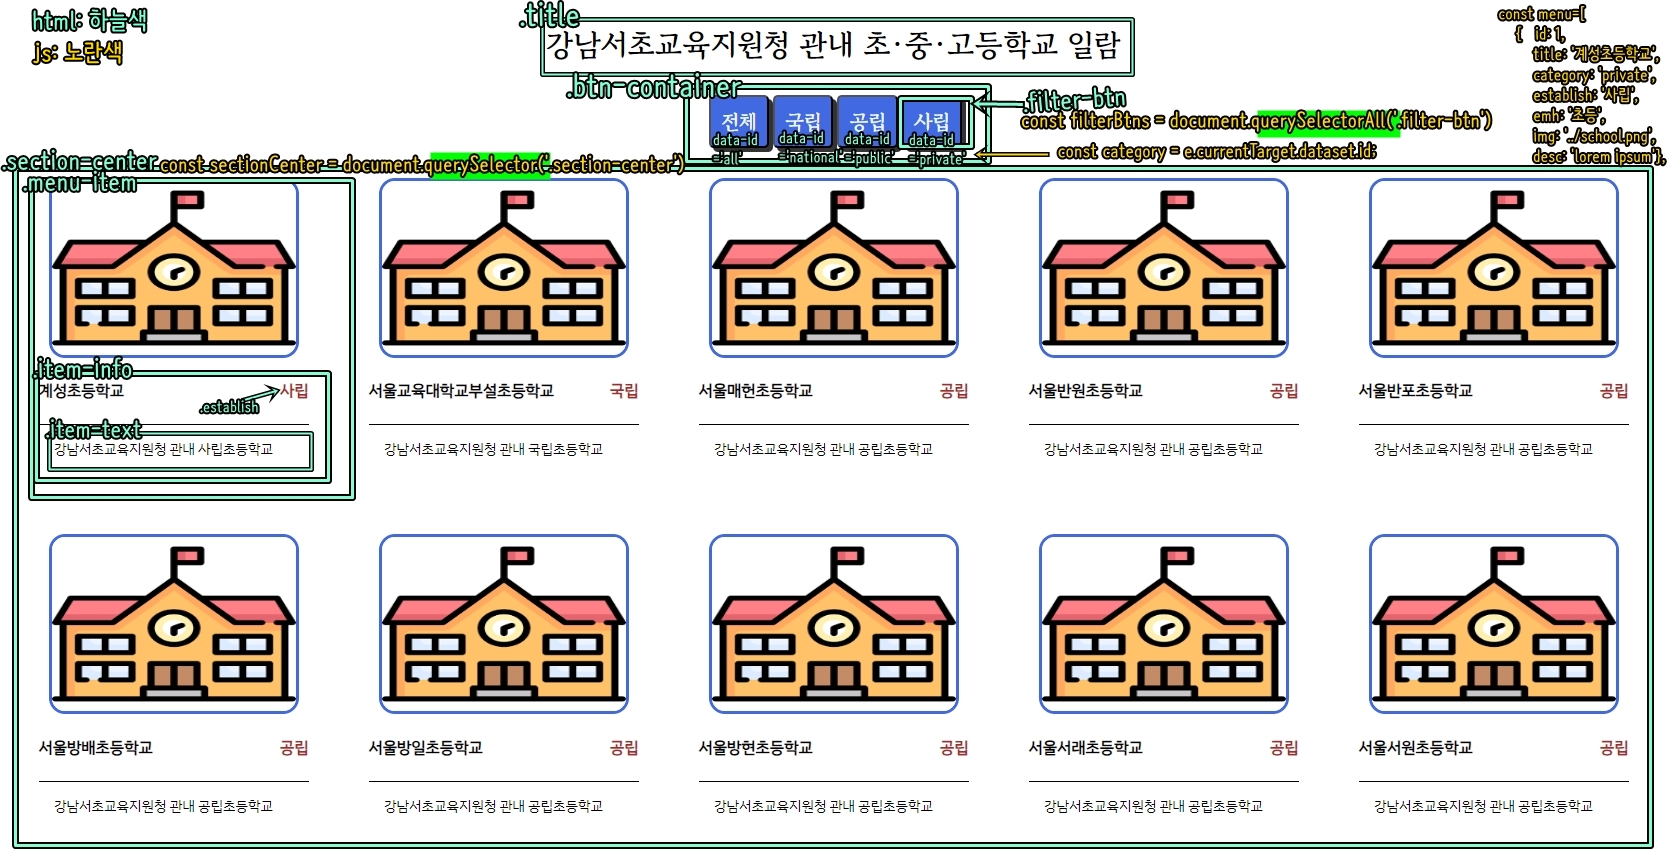 html: 하늘색
js: 노란색
.title
강남서초교육지원청 관내 초·중·고등학교 일람
const menu=[
{ id: 1,
title: '계성초등학교',
category: 'private',
establish: '사립',
emh: '초등',
img: '../school.png',
desc: 'lorem ipsum'},
.btn-container
전체 국립 공립 사립
data-id ='all'
data-id ='national'
data-id ='public'
data-id ='private'
.filter-btn
const filterBtns = document.querySelectorAll('.filter-btn')
const category = e.currentTarget.dataset.id;
.section=center
const sectionCenter = document.querySelector('.section=center')
.menu-item
.item-info
계성초등학교 사립
.establish
.item-text
강남서초교육지원청 관내 사립초등학교
서울교육대학교부설초등학교 국립
강남서초교육지원청 관내 국립초등학교
서울매헌초등학교 공립
강남서초교육지원청 관내 공립초등학교
서울반원초등학교 공립
강남서초교육지원청 관내 공립초등학교
서울반포초등학교 공립
강남서초교육지원청 관내 공립초등학교
서울방배초등학교 공립
강남서초교육지원청 관내 공립초등학교
서울방일초등학교 공립
강남서초교육지원청 관내 공립초등학교
서울방현초등학교 공립
강남서초교육지원청 관내 공립초등학교
서울서래초등학교 공립
강남서초교육지원청 관내 공립초등학교
서울서원초등학교 공립
강남서초교육지원청 관내 공립초등학교